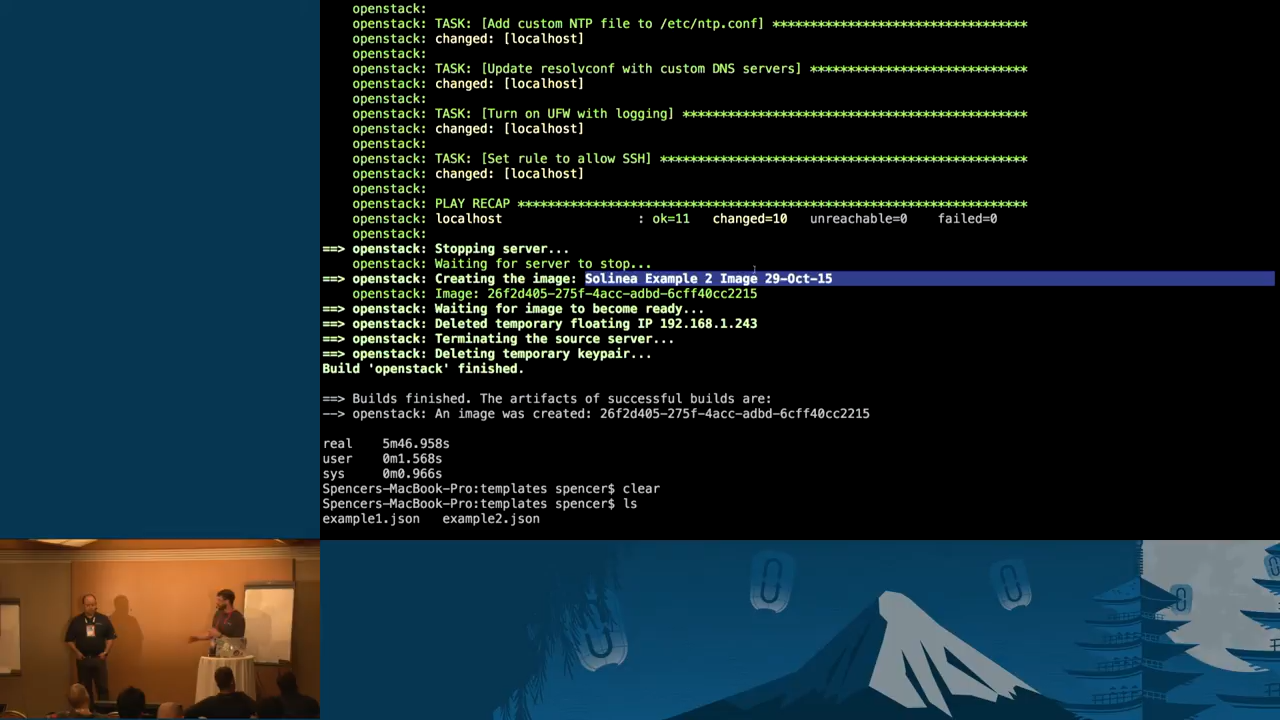 openstack:
openstack: TASK: [Add custom NTP file to /etc/ntp.conf] **********************************
openstack: changed: [localhost]
openstack:
openstack: TASK: [Update resolvconf with custom DNS servers] *****************************
openstack: changed: [localhost]
openstack:
openstack: TASK: [Turn on UFW with logging] **********************************************
openstack: changed: [localhost]
openstack:
openstack: TASK: [Set rule to allow SSH] *************************************************
openstack: changed: [localhost]
openstack:
openstack: PLAY RECAP ********************************************************************
openstack: localhost : ok=11 changed=10 unreachable=0 failed=0
openstack:
==> openstack: Stopping server...
openstack: Waiting for server to stop...
==> openstack: Creating the image: Solinea Example 2 Image 29-Oct-15
openstack: Image: 26f2d405-275f-4acc-adbd-6cff40cc2215
==> openstack: Waiting for image to become ready...
==> openstack: Deleted temporary floating IP 192.168.1.243
==> openstack: Terminating the source server...
==> openstack: Deleting temporary keypair...
Build 'openstack' finished.
==> Builds finished. The artifacts of successful builds are:
--> openstack: An image was created: 26f2d405-275f-4acc-adbd-6cff40cc2215
real 5m46.958s
user 0m1.568s
sys 0m0.966s
Spencers-MacBook-Pro:templates spencer$ clear
Spencers-MacBook-Pro:templates spencer$ ls
example1.json example2.json